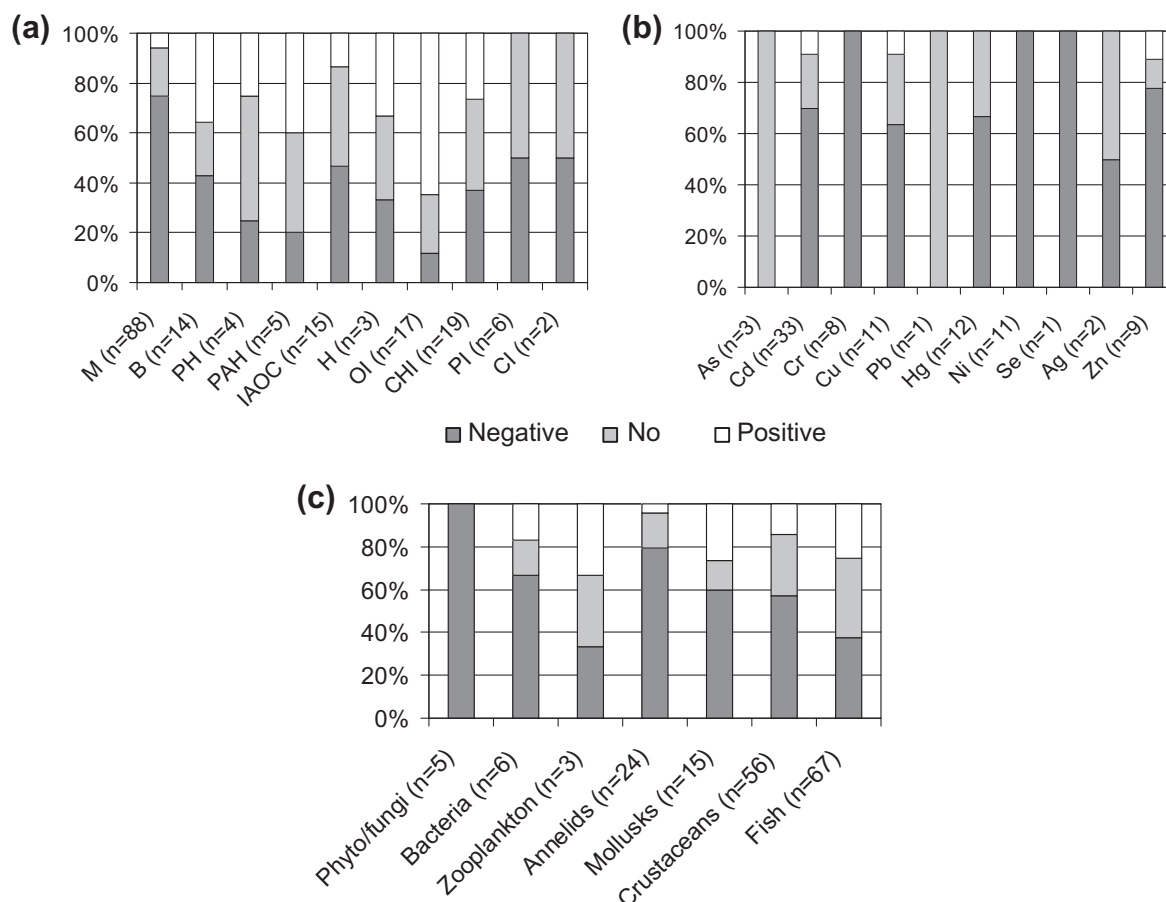 (a)
100%
80%
60%
40%
20%
0%
M (n=88)
B (n=14)
PH (n=4)
PAH (n=5)
IAOC (n=15)
H (n=3)
OI (n=17)
CHI (n=19)
PI (n=6)
CI (n=2)
(b)
100%
80%
60%
40%
20%
0%
As (n=3)
Cd (n=33)
Cr (n=8)
Cu (n=11)
Pb (n=1)
Hg (n=12)
Ni (n=11)
Se (n=1)
Ag (n=2)
Zn (n=9)
Negative No Positive
(c)
100%
80%
60%
40%
20%
0%
Phyto/fungi (n=5)
Bacteria (n=6)
Zooplankton (n=3)
Annelids (n=24)
Mollusks (n=15)
Crustaceans (n=56)
Fish (n=67)